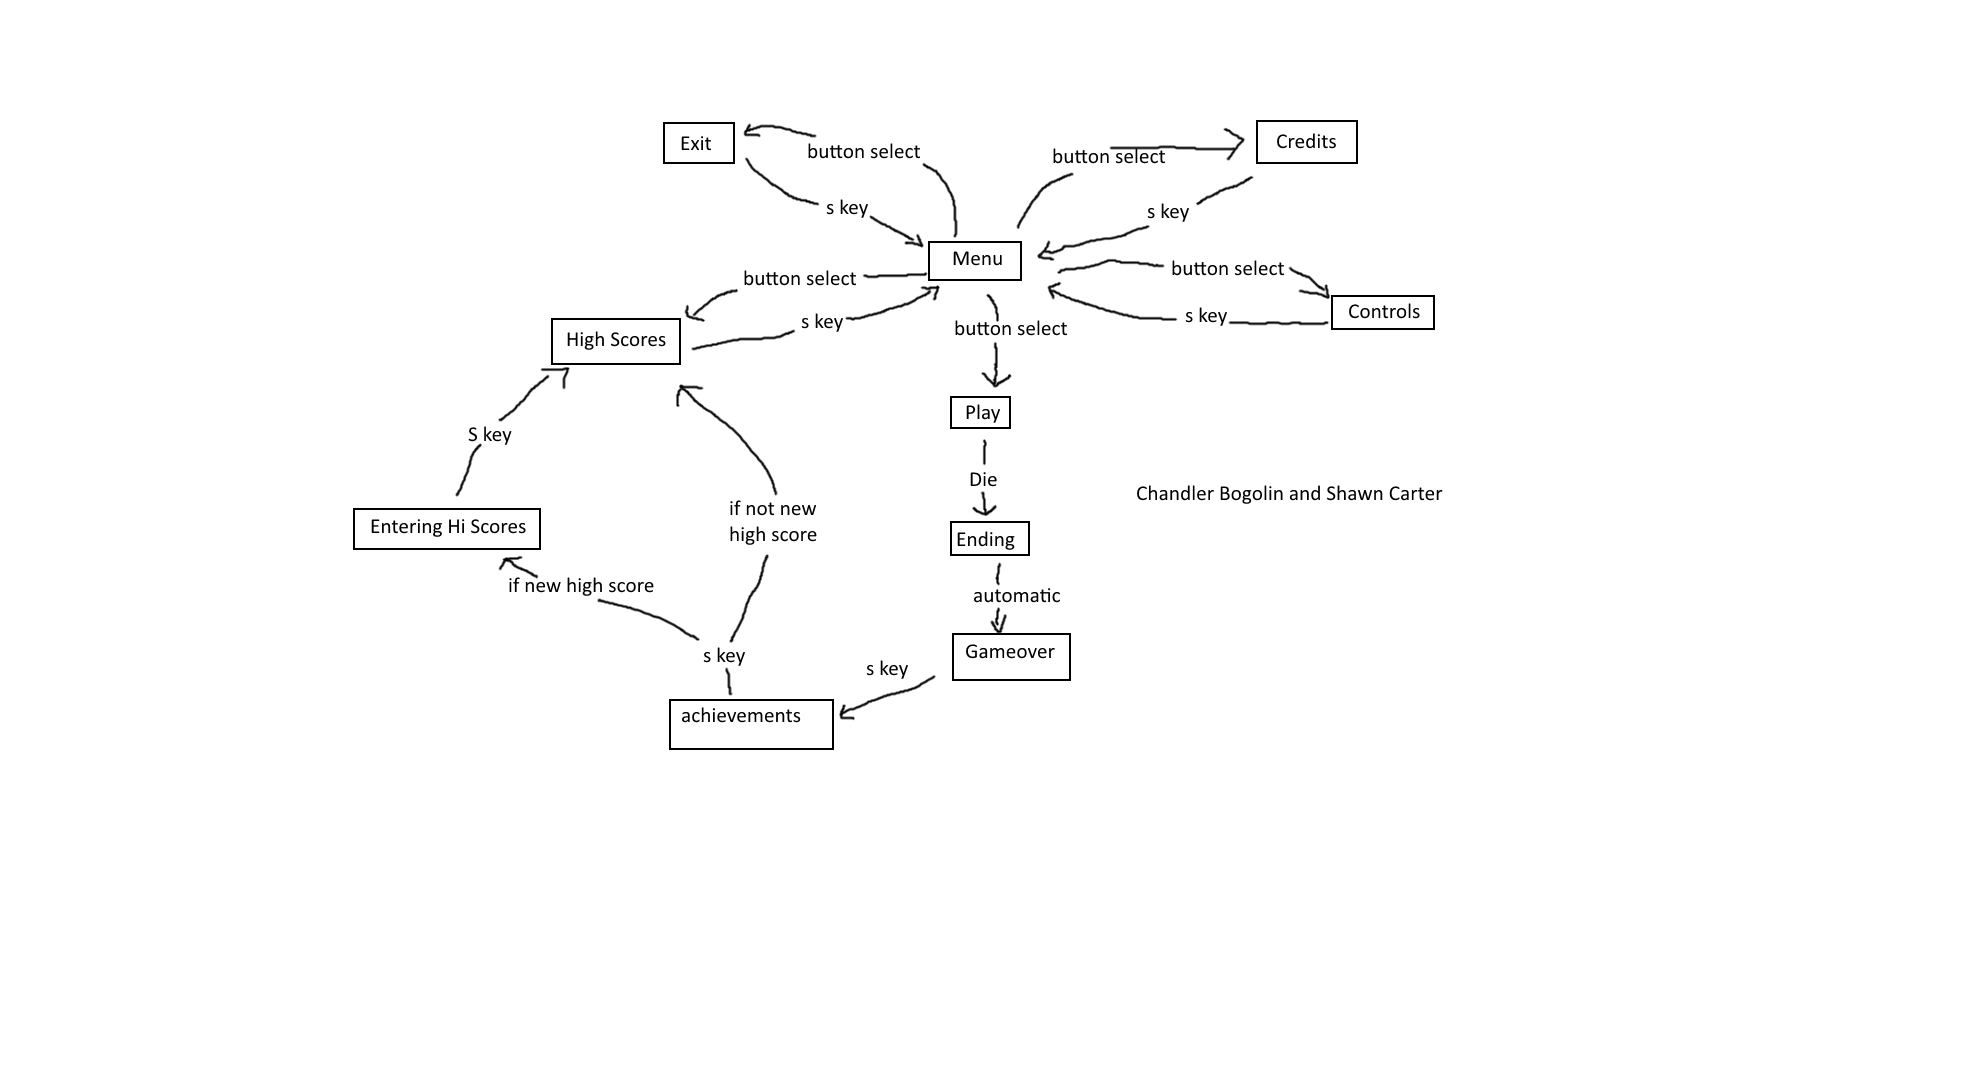 Exit
button select
button select
Credits
s key
s key
Menu
button select
button select
s key
s key
Controls
High Scores
button select
Play
S key
Die
Chandler Bogolin and Shawn Carter
if not new
high score
Entering Hi Scores
Ending
if new high score
automatic
s key
s key
Gameover
achievements